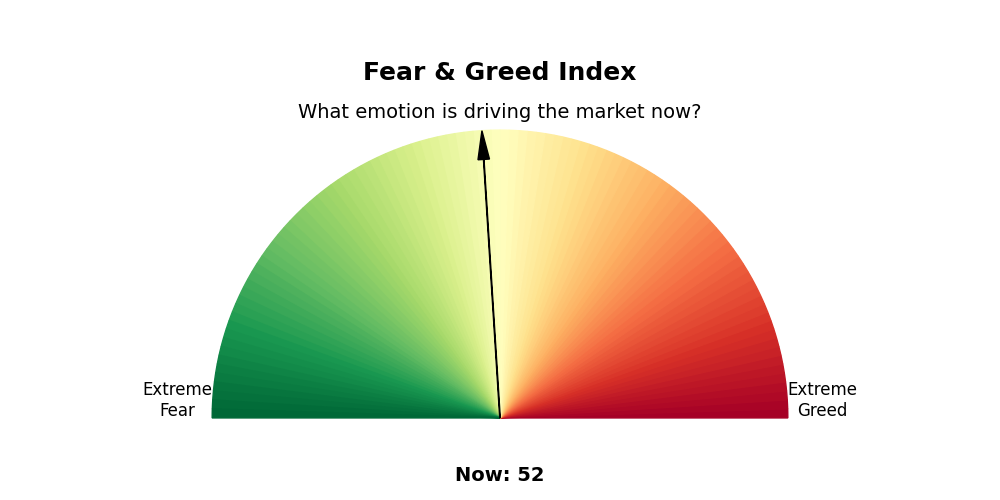 Fear & Greed Index
What emotion is driving the market now?
Extreme
Fear
Extreme
Greed
Now: 52